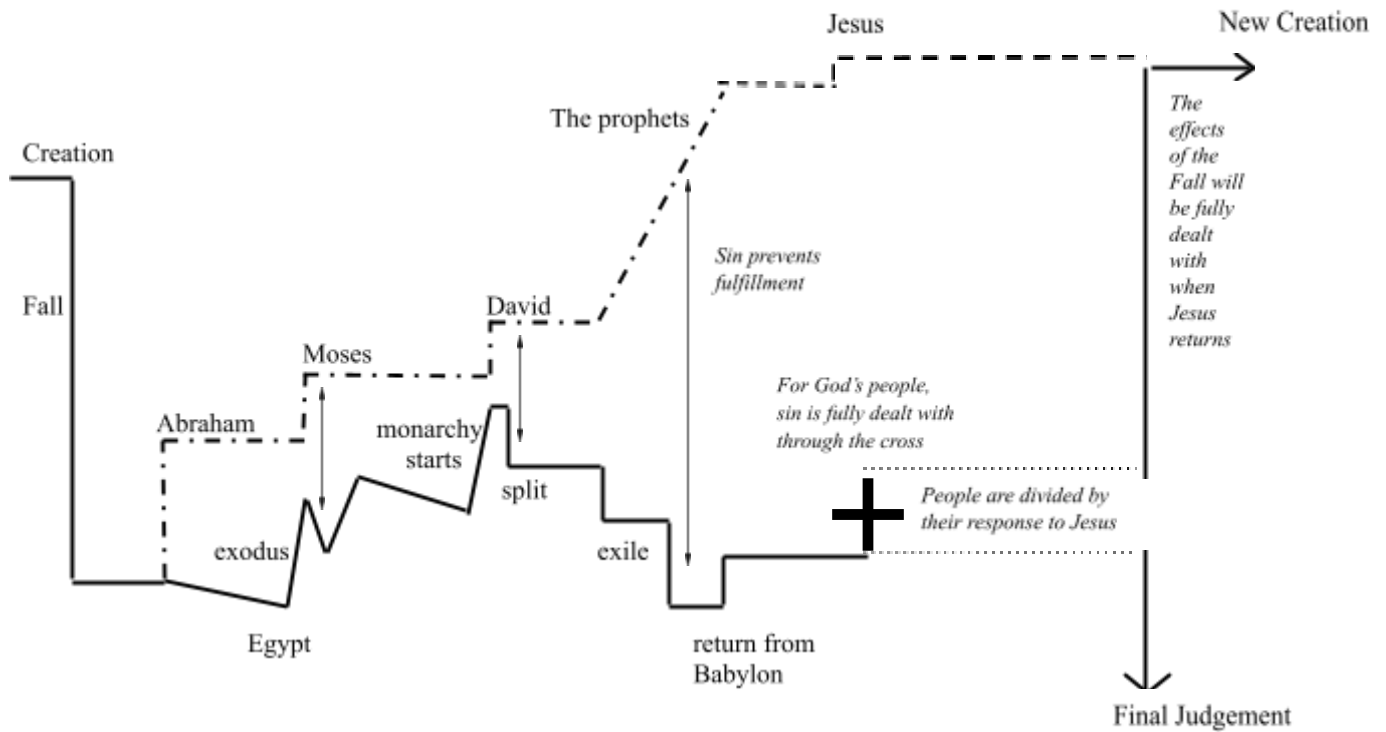 Jesus
New Creation
The
effects
of the
Fall will
be fully
dealt
with
when
Jesus
returns
The prophets
Creation
Sin prevents
fulfillment
Fall
David
Moses
For God's people,
sin is fully dealt with
through the cross
Abraham
monarchy
starts
split
People are divided by
their response to Jesus
exodus
exile
Egypt
return from
Babylon
Final Judgement